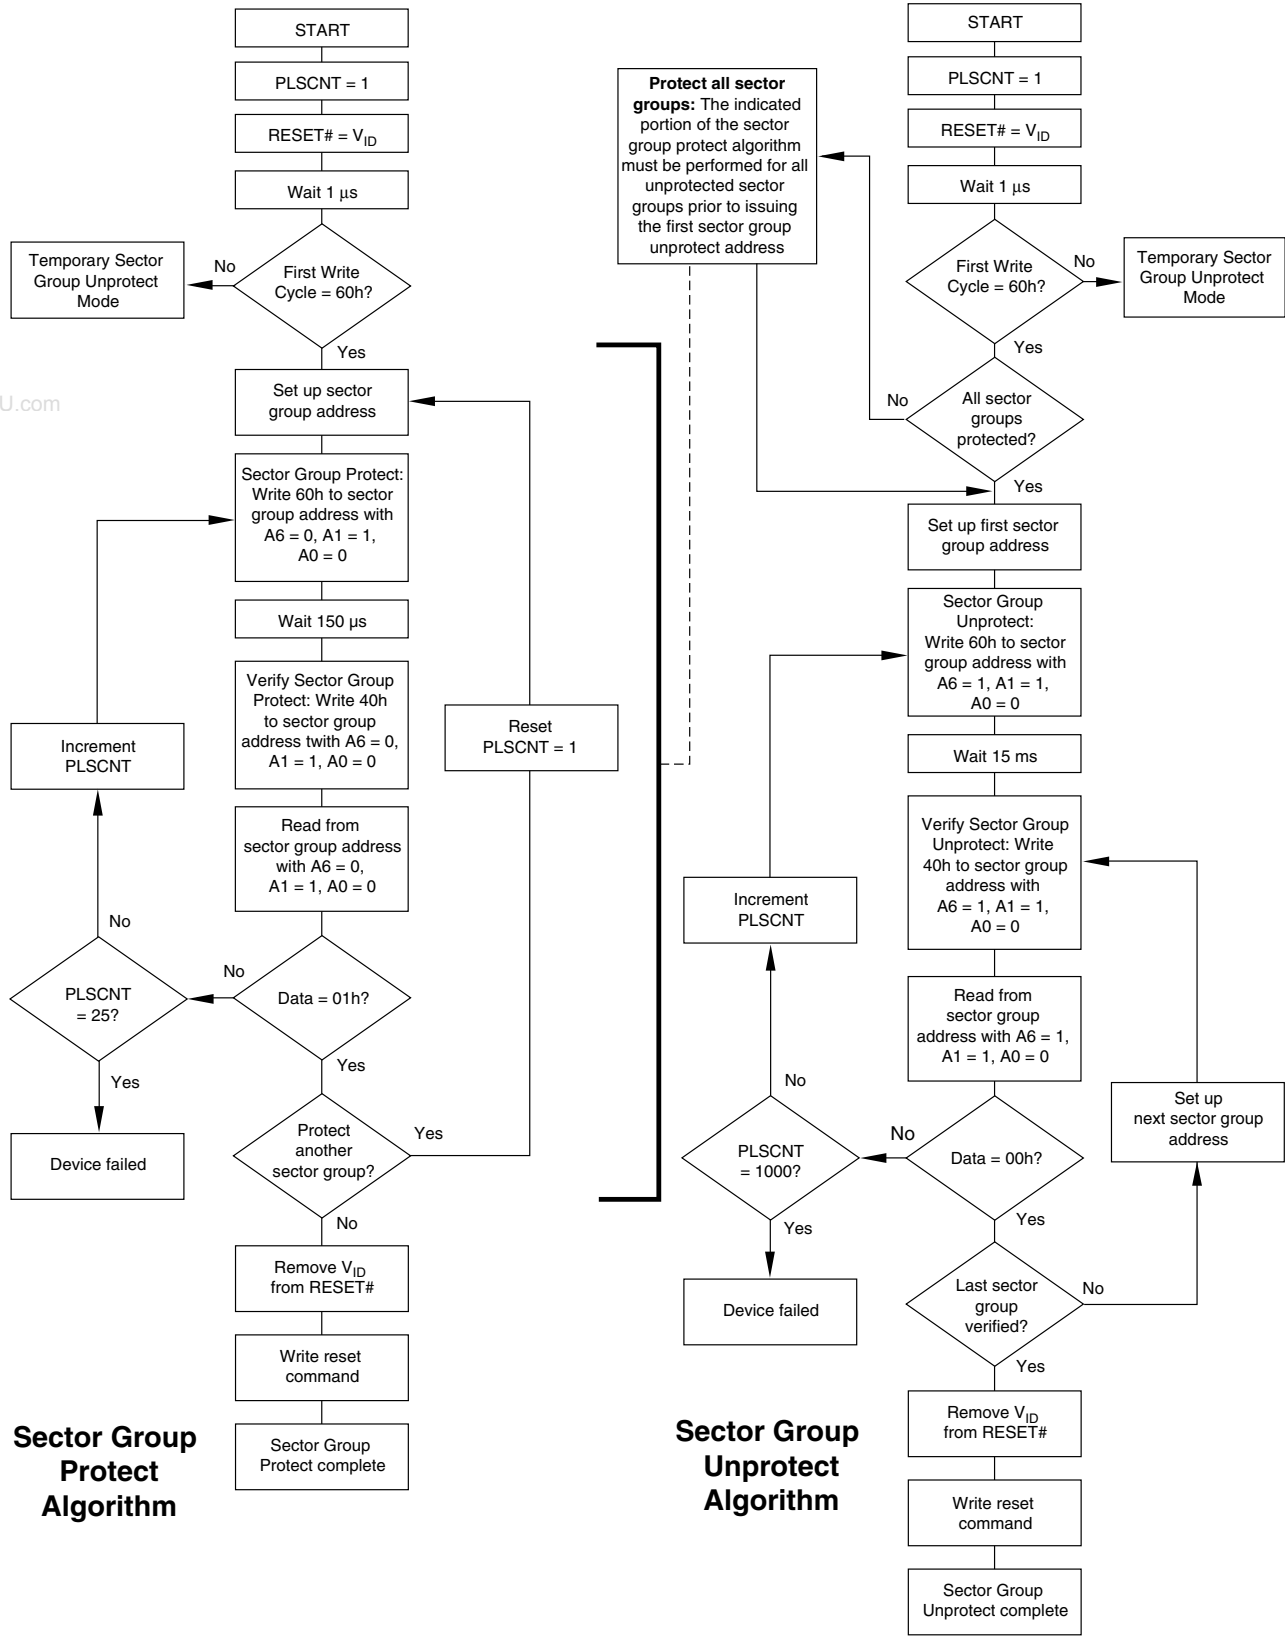 START
PLSCNT = 1
RESET# = VID
Wait 1 μs
First Write
Cycle = 60h?
No
Temporary Sector
Group Unprotect
Mode
Yes
Set up sector
group address
Sector Group Protect:
Write 60h to sector
group address with
A6 = 0, A1 = 1,
A0 = 0
Wait 150 μs
Verify Sector Group
Protect: Write 40h
to sector group
address twith A6 = 0,
A1 = 1, A0 = 0
Increment
PLSCNT
Reset
PLSCNT = 1
Read from
sector group address
with A6 = 0,
A1 = 1, A0 = 0
No
PLSCNT
= 25?
No
Data = 01h?
Yes
Yes
Device failed
Protect
another
sector group?
Yes
No
Remove VID
from RESET#
Write reset
command
Sector Group
Protect complete
Sector Group
Protect
Algorithm
U.com
START
PLSCNT = 1
RESET# = VID
Wait 1 μs
Protect all sector
groups: The indicated
portion of the sector
group protect algorithm
must be performed for all
unprotected sector
groups prior to issuing
the first sector group
unprotect address
First Write
Cycle = 60h?
No
Temporary Sector
Group Unprotect
Mode
Yes
No
All sector
groups
protected?
Yes
Set up first sector
group address
Sector Group
Unprotect:
Write 60h to sector
group address with
A6 = 1, A1 = 1,
A0 = 0
Wait 15 ms
Verify Sector Group
Unprotect: Write
40h to sector group
address with
A6 = 1, A1 = 1,
A0 = 0
Increment
PLSCNT
Read from
sector group
address with A6 = 1,
A1 = 1, A0 = 0
No
Set up
next sector group
address
PLSCNT
= 1000?
No
Data = 00h?
Yes
Yes
Device failed
Last sector
group
verified?
No
Yes
Remove VID
from RESET#
Write reset
command
Sector Group
Unprotect complete
Sector Group
Unprotect
Algorithm